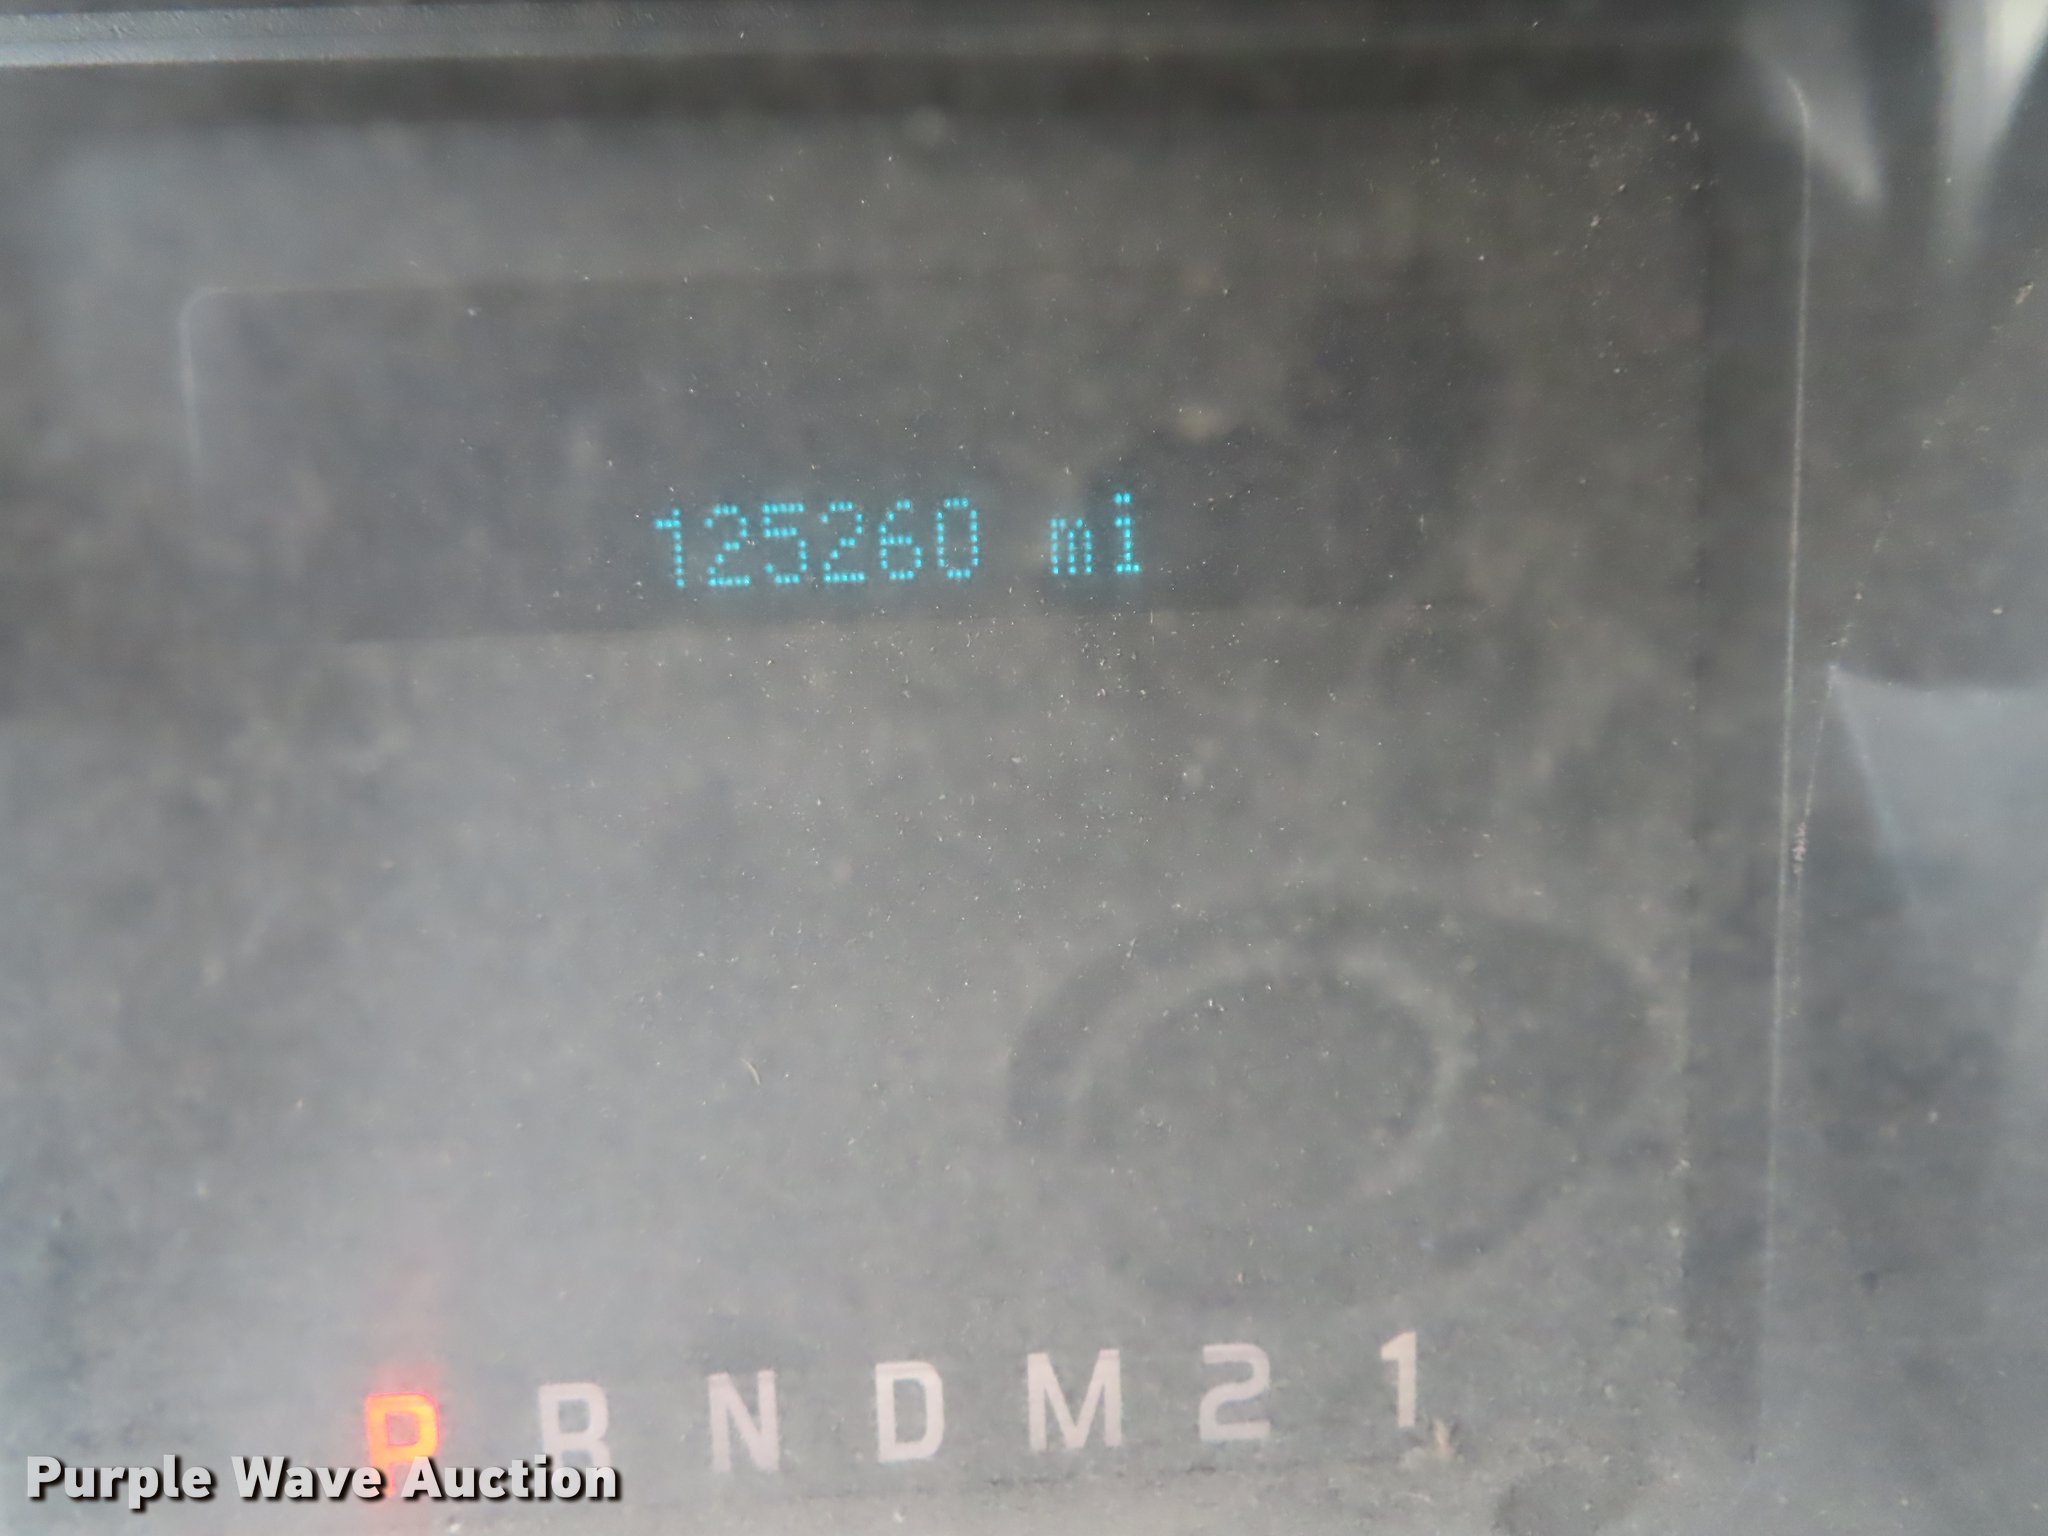 125260 mi
P R N D M 2 1
Purple Wave Auction